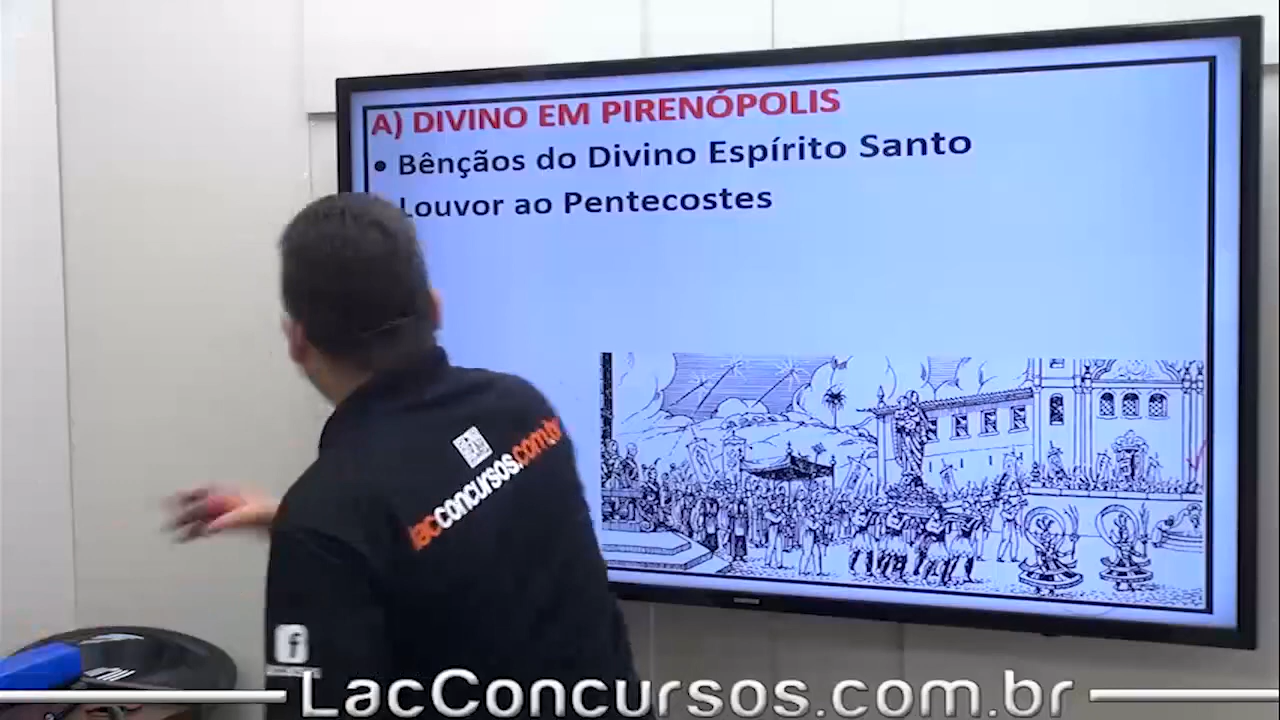 A) DIVINO EM PIRENÓPOLIS
• Bênçãos do Divino Espírito Santo
Louvor ao Pentecostes
lacconcursos.com.br
LacConcursos.com.br